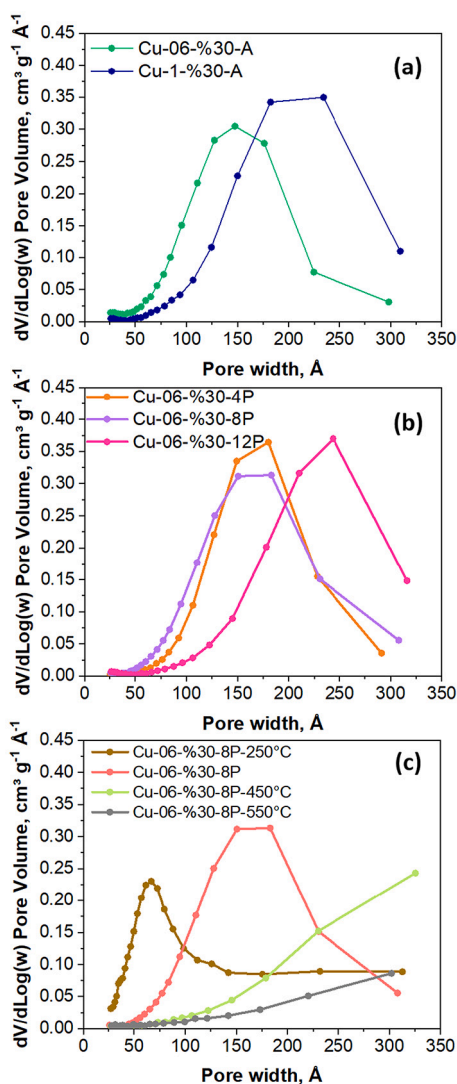 dV/dLog(w) Pore Volume, cm³ g⁻¹ Å⁻¹
0.45
0.40
0.35
0.30
0.25
0.20
0.15
0.10
0.05
0.00
Cu-06-%30-A
Cu-1-%30-A
(a)
0 50 100 150 200 250 300 350
Pore width, Å
dV/dLog(w) Pore Volume, cm³ g⁻¹ Å⁻¹
0.45
0.40
0.35
0.30
0.25
0.20
0.15
0.10
0.05
0.00
Cu-06-%30-4P
Cu-06-%30-8P
Cu-06-%30-12P
(b)
0 50 100 150 200 250 300 350
Pore width, Å
dV/dLog(w) Pore Volume, cm³ g⁻¹ Å⁻¹
0.45
0.40
0.35
0.30
0.25
0.20
0.15
0.10
0.05
0.00
Cu-06-%30-8P-250°C
Cu-06-%30-8P
Cu-06-%30-8P-450°C
Cu-06-%30-8P-550°C
(c)
0 50 100 150 200 250 300 350
Pore width, Å